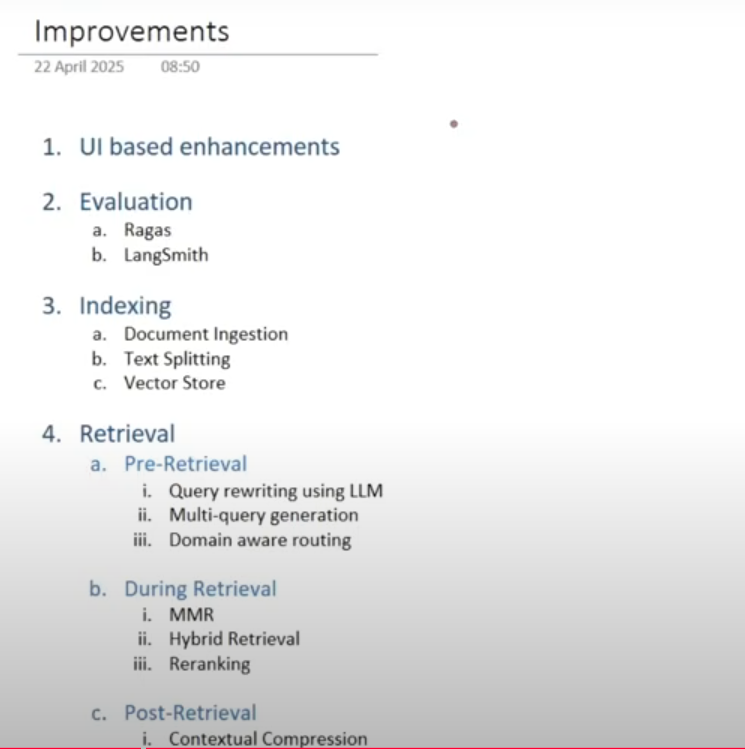 Improvements
22 April 2025 08:50
1. UI based enhancements
2. Evaluation
a. Ragas
b. LangSmith
3. Indexing
a. Document Ingestion
b. Text Splitting
c. Vector Store
4. Retrieval
a. Pre-Retrieval
i. Query rewriting using LLM
ii. Multi-query generation
iii. Domain aware routing
b. During Retrieval
i. MMR
ii. Hybrid Retrieval
iii. Reranking
c. Post-Retrieval
i. Contextual Compression